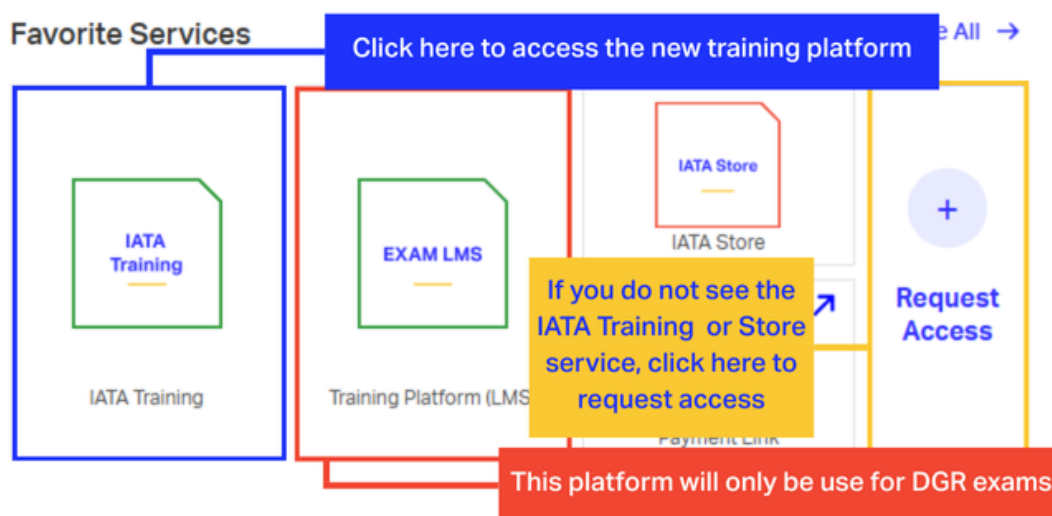 Favorite Services
Click here to access the new training platform
All →
IATA
Training
IATA Training
EXAM LMS
Training Platform (LMS
IATA Store
IATA Store
If you do not see the
IATA Training or Store
service, click here to
request access
Payment Link
+
Request
Access
This platform will only be use for DGR exams